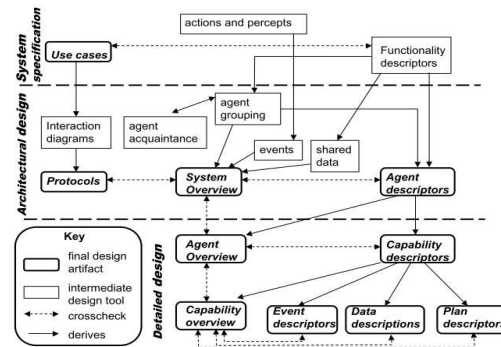 System
specification
Use cases
actions and percepts
Functionality
descriptors
Architectural design
Interaction
diagrams
agent
acquaintance
agent
grouping
events
shared
data
Protocols
System
Overview
Agent
descriptors
Detailed design
Agent
Overview
Capability
descriptors
Capability
overview
Event
descriptors
Data
descriptions
Plan
descriptors
Key
final design
artifact
intermediate
design tool
crosscheck
derives